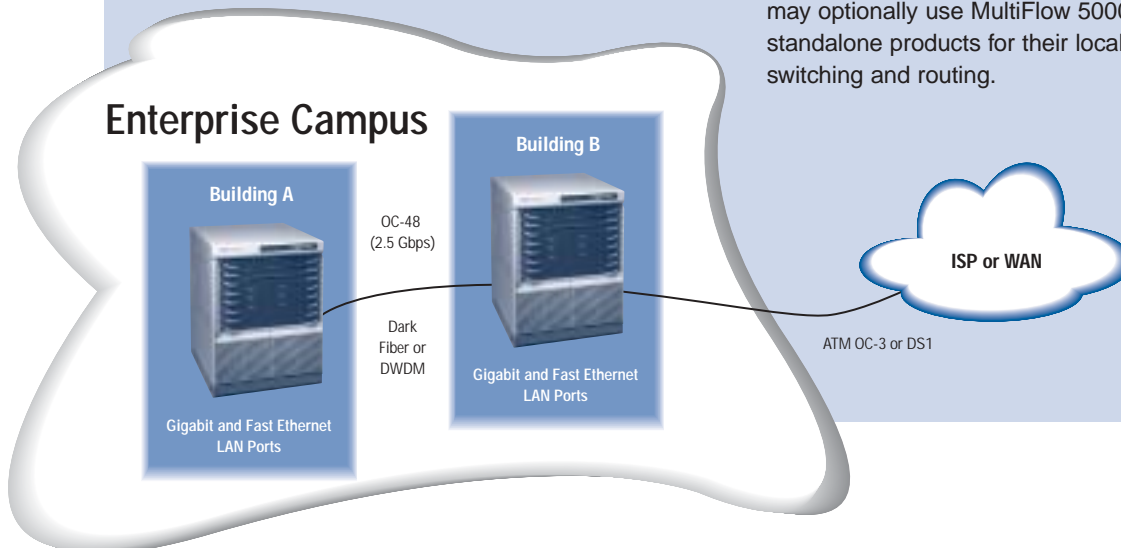 may optionally use MultiFlow 5000
standalone products for their local
switching and routing.
Enterprise Campus
Building A
Gigabit and Fast Ethernet
LAN Ports
OC-48
(2.5 Gbps)
Dark
Fiber or
DWDM
Building B
Gigabit and Fast Ethernet
LAN Ports
ATM OC-3 or DS1
ISP or WAN